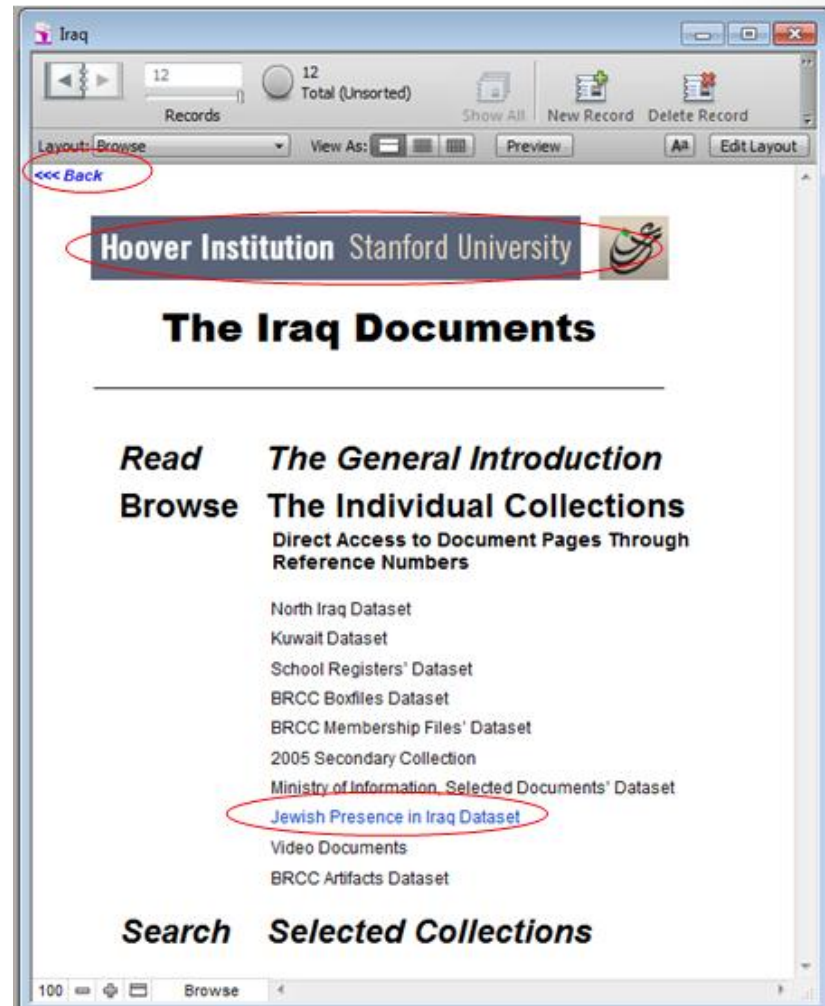 Iraq
12
Records
12
Total (Unsorted)
Show All
New Record
Delete Record
Layout: Browse
View As:
Preview
Aa
Edit Layout
<<< Back
Hoover Institution Stanford University
The Iraq Documents
Read The General Introduction
Browse The Individual Collections
Direct Access to Document Pages Through
Reference Numbers
North Iraq Dataset
Kuwait Dataset
School Registers' Dataset
BRCC Boxfiles Dataset
BRCC Membership Files' Dataset
2005 Secondary Collection
Ministry of Information, Selected Documents' Dataset
Jewish Presence in Iraq Dataset
Video Documents
BRCC Artifacts Dataset
Search Selected Collections
100
Browse